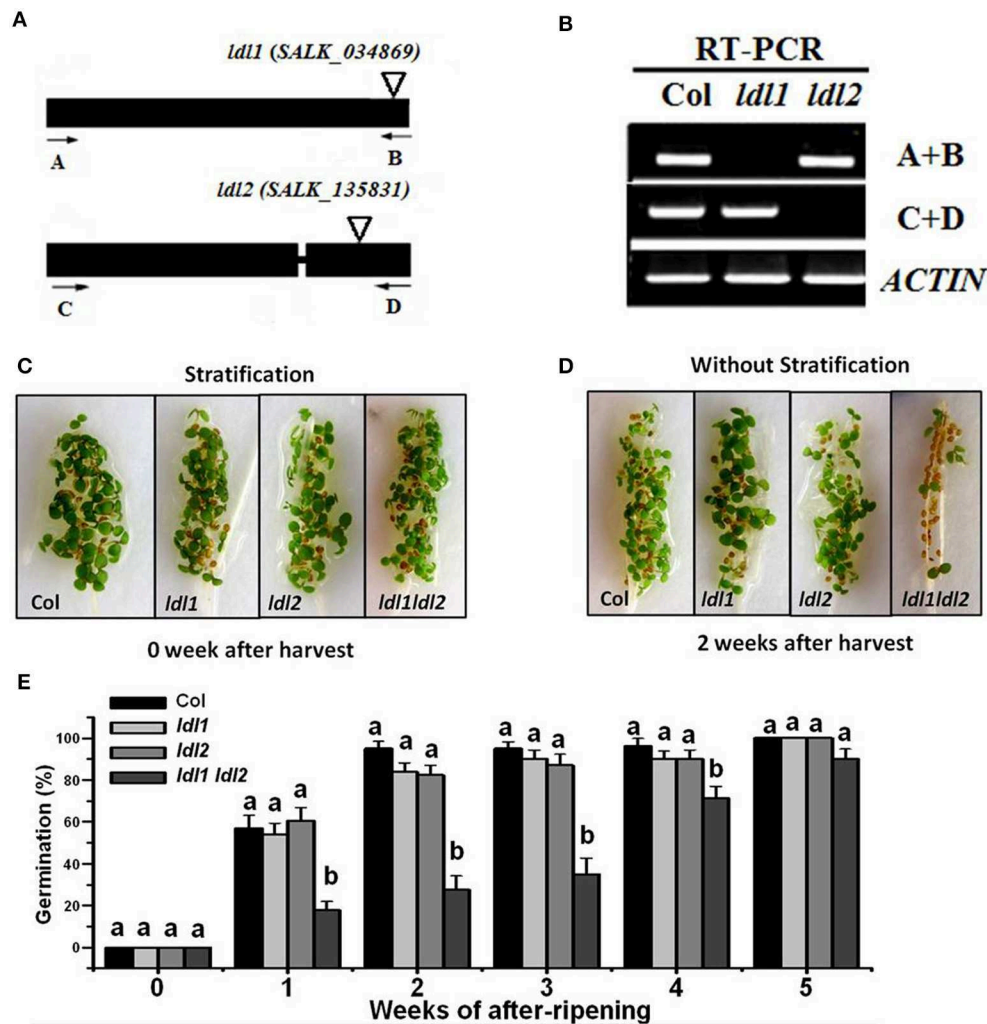 A
ldl1 (SALK_034869)
A
B
ldl2 (SALK_135831)
C
D
B
RT-PCR
Col ldl1 ldl2
A+B
C+D
ACTIN
C
Stratification
Col
ldl1
ldl2
ldl1ldl2
0 week after harvest
D
Without Stratification
Col
ldl1
ldl2
ldl1ldl2
2 weeks after harvest
E
Col
ldl1
ldl2
ldl1 ldl2
Germination (%)
100
80
60
40
20
0
a a a a
a a a b
a a a b
a a a b
a a a b
a a a a
0 1 2 3 4 5
Weeks of after-ripening